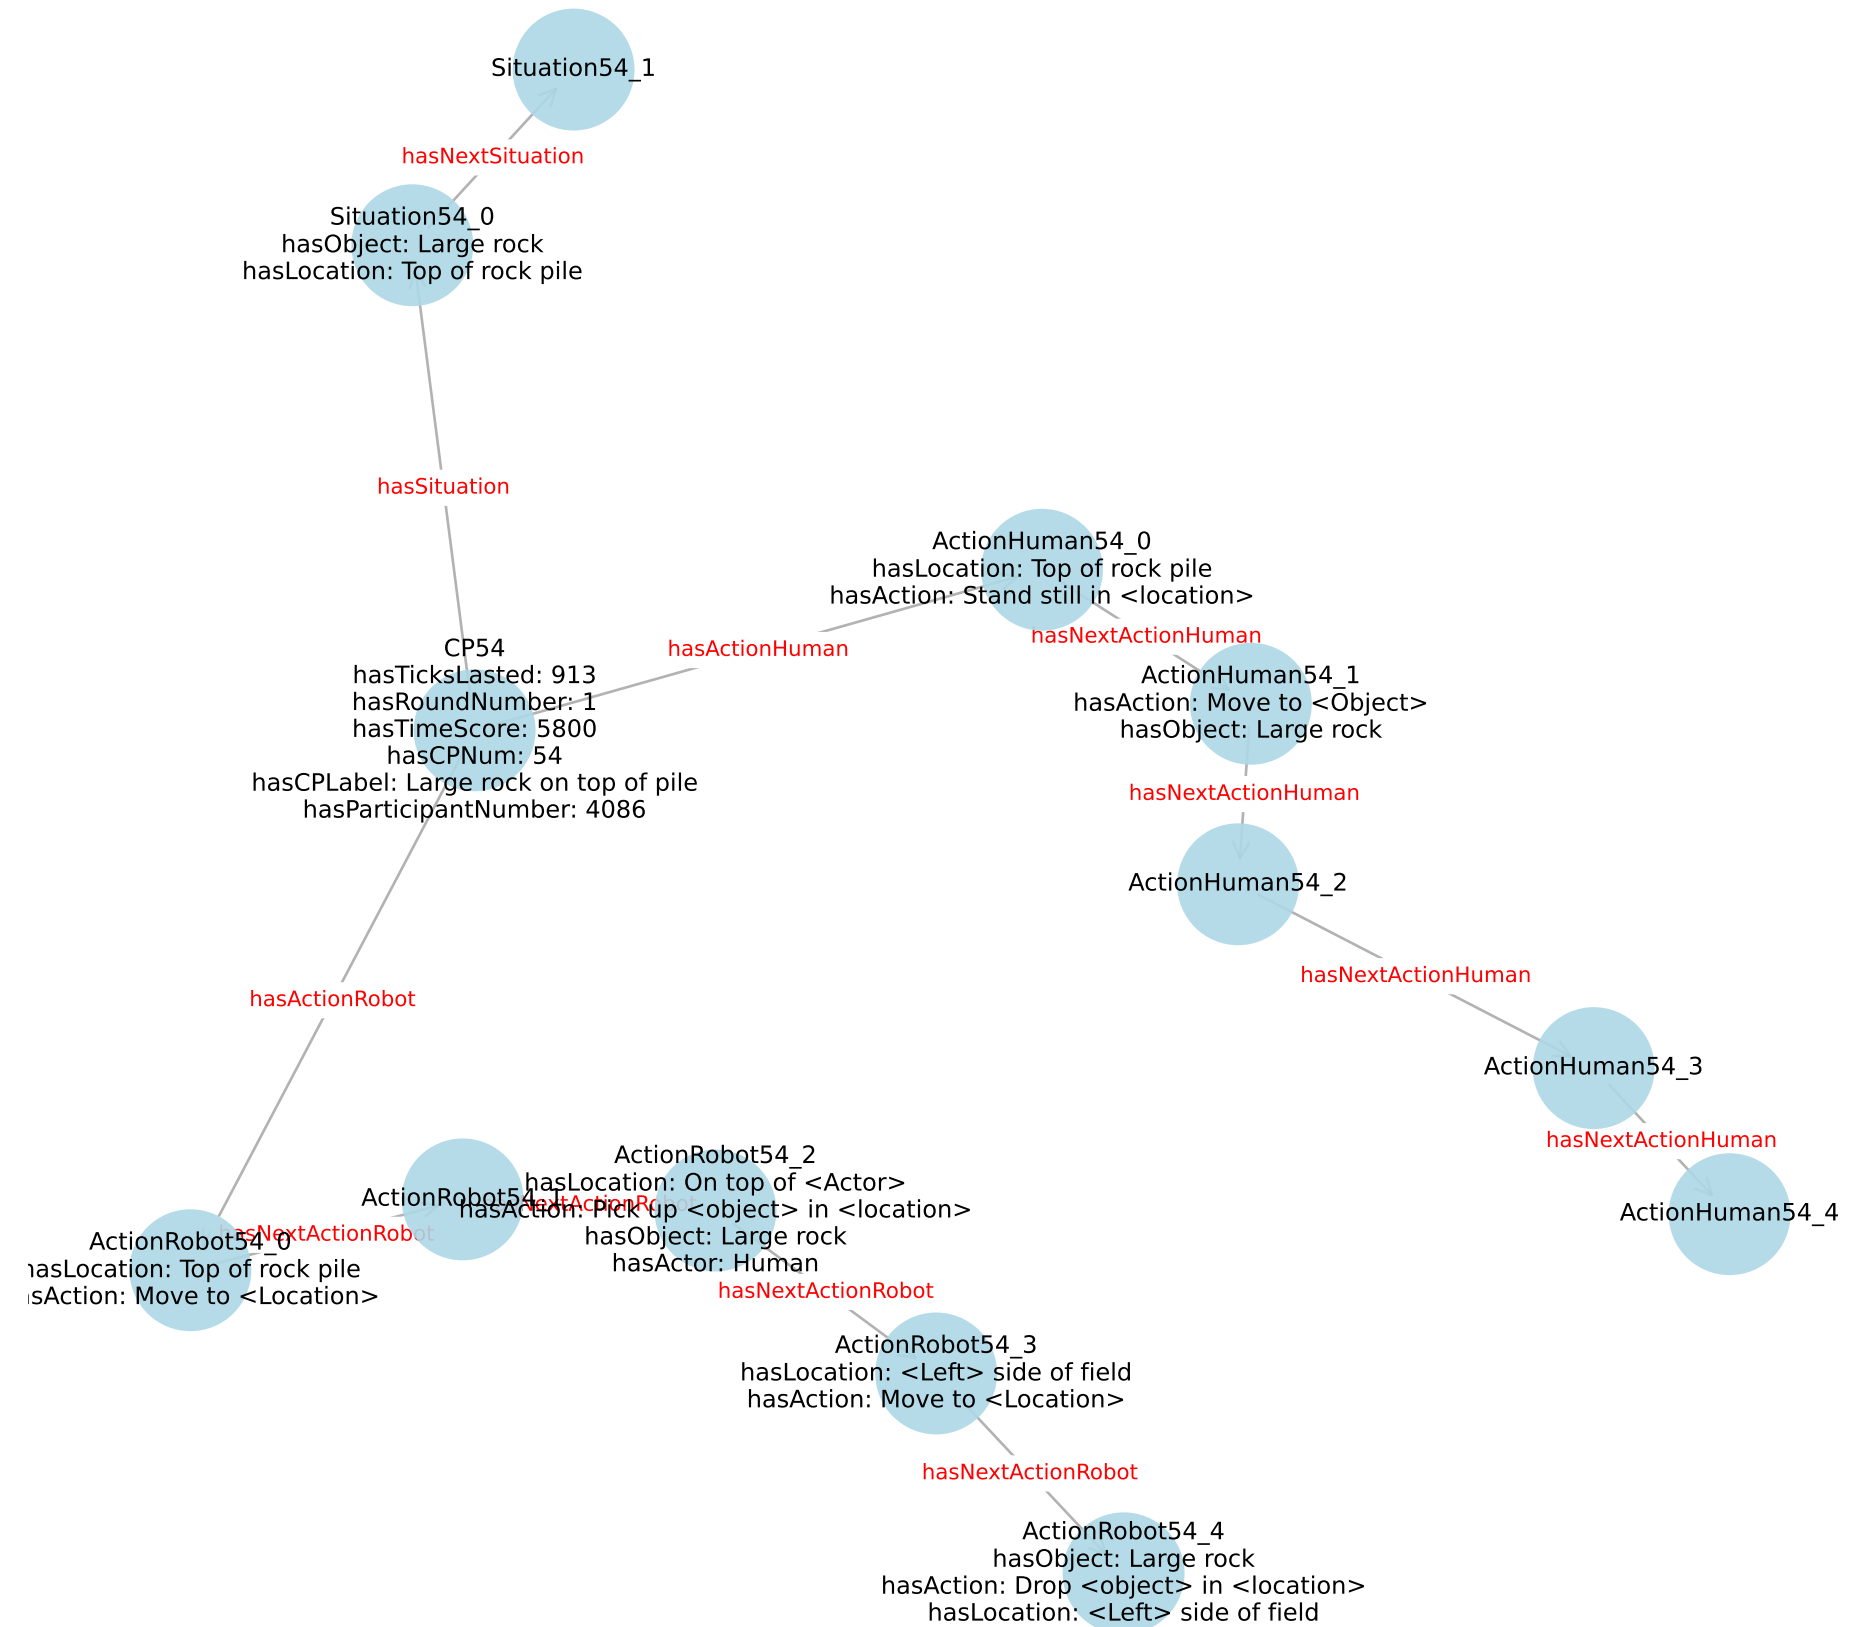 Situation54_1
hasNextSituation
Situation54_0
hasObject: Large rock
hasLocation: Top of rock pile
hasSituation
ActionHuman54_0
hasLocation: Top of rock pile
hasAction: Stand still in <location>
hasNextActionHuman
hasActionHuman
CP54
hasTicksLasted: 913
hasRoundNumber: 1
hasTimeScore: 5800
hasCPNum: 54
hasCPLabel: Large rock on top of pile
hasParticipantNumber: 4086
ActionHuman54_1
hasAction: Move to <Object>
hasObject: Large rock
hasNextActionHuman
ActionHuman54_2
hasNextActionHuman
hasActionRobot
ActionHuman54_3
hasNextActionHuman
ActionHuman54_4
ActionRobot54_1
hasNextActionRobot
ActionRobot54_2
hasLocation: On top of <Actor>
hasAction: Pick up <object> in <location>
hasObject: Large rock
hasActor: Human
hasNextActionRobot
ActionRobot54_0
hasLocation: Top of rock pile
sAction: Move to <Location>
hasNextActionRobot
ActionRobot54_3
hasLocation: <Left> side of field
hasAction: Move to <Location>
hasNextActionRobot
ActionRobot54_4
hasObject: Large rock
hasAction: Drop <object> in <location>
hasLocation: <Left> side of field